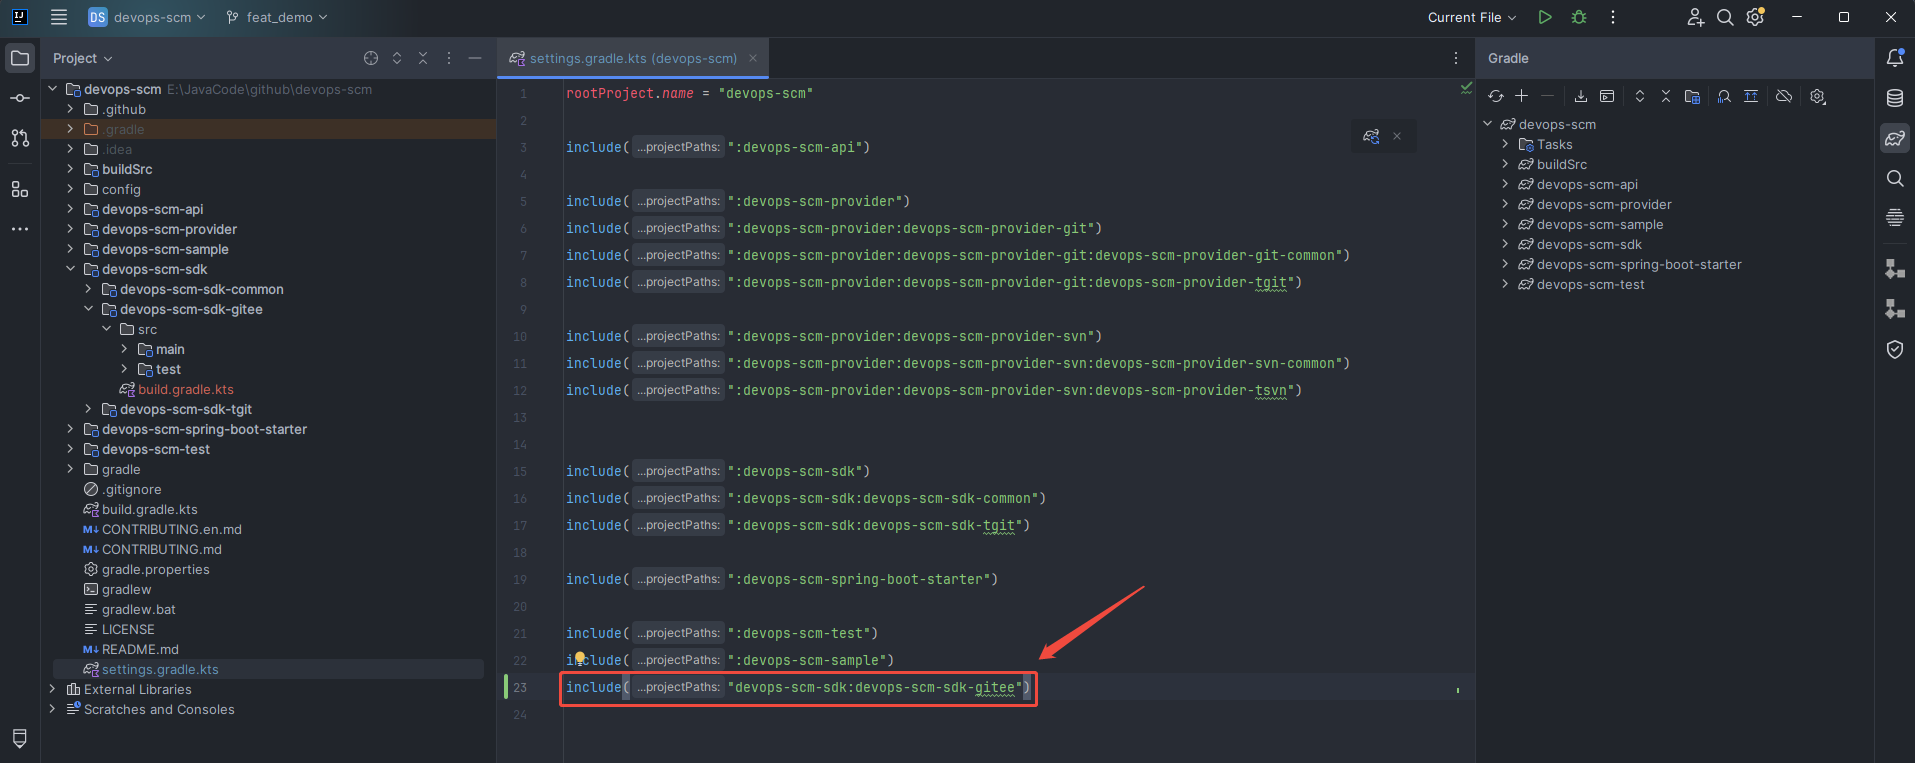 DS devops-scm
feat_demo
Current File
Project
settings.gradle.kts (devops-scm)
Gradle
devops-scm E:\JavaCode\github\devops-scm
.github
.gradle
.idea
buildSrc
config
devops-scm-api
devops-scm-provider
devops-scm-sample
devops-scm-sdk
devops-scm-sdk-common
devops-scm-sdk-gitee
src
main
test
build.gradle.kts
devops-scm-sdk-tgit
devops-scm-spring-boot-starter
devops-scm-test
gradle
.gitignore
build.gradle.kts
M↓ CONTRIBUTING.en.md
M↓ CONTRIBUTING.md
gradle.properties
gradlew
gradlew.bat
LICENSE
M↓ README.md
settings.gradle.kts
External Libraries
Scratches and Consoles
1 rootProject.name = "devops-scm"
2
3 include( ...projectPaths: ":devops-scm-api")
4
5 include( ...projectPaths: ":devops-scm-provider")
6 include( ...projectPaths: ":devops-scm-provider:devops-scm-provider-git")
7 include( ...projectPaths: ":devops-scm-provider:devops-scm-provider-git:devops-scm-provider-git-common")
8 include( ...projectPaths: ":devops-scm-provider:devops-scm-provider-git:devops-scm-provider-tgit")
9
10 include( ...projectPaths: ":devops-scm-provider:devops-scm-provider-svn")
11 include( ...projectPaths: ":devops-scm-provider:devops-scm-provider-svn:devops-scm-provider-svn-common")
12 include( ...projectPaths: ":devops-scm-provider:devops-scm-provider-svn:devops-scm-provider-tsvn")
13
14
15 include( ...projectPaths: ":devops-scm-sdk")
16 include( ...projectPaths: ":devops-scm-sdk:devops-scm-sdk-common")
17 include( ...projectPaths: ":devops-scm-sdk:devops-scm-sdk-tgit")
18
19 include( ...projectPaths: ":devops-scm-spring-boot-starter")
20
21 include( ...projectPaths: ":devops-scm-test")
22 include( ...projectPaths: ":devops-scm-sample")
23 include( ...projectPaths: "devops-scm-sdk:devops-scm-sdk-gitee")
24
devops-scm
Tasks
buildSrc
devops-scm-api
devops-scm-provider
devops-scm-sample
devops-scm-sdk
devops-scm-spring-boot-starter
devops-scm-test